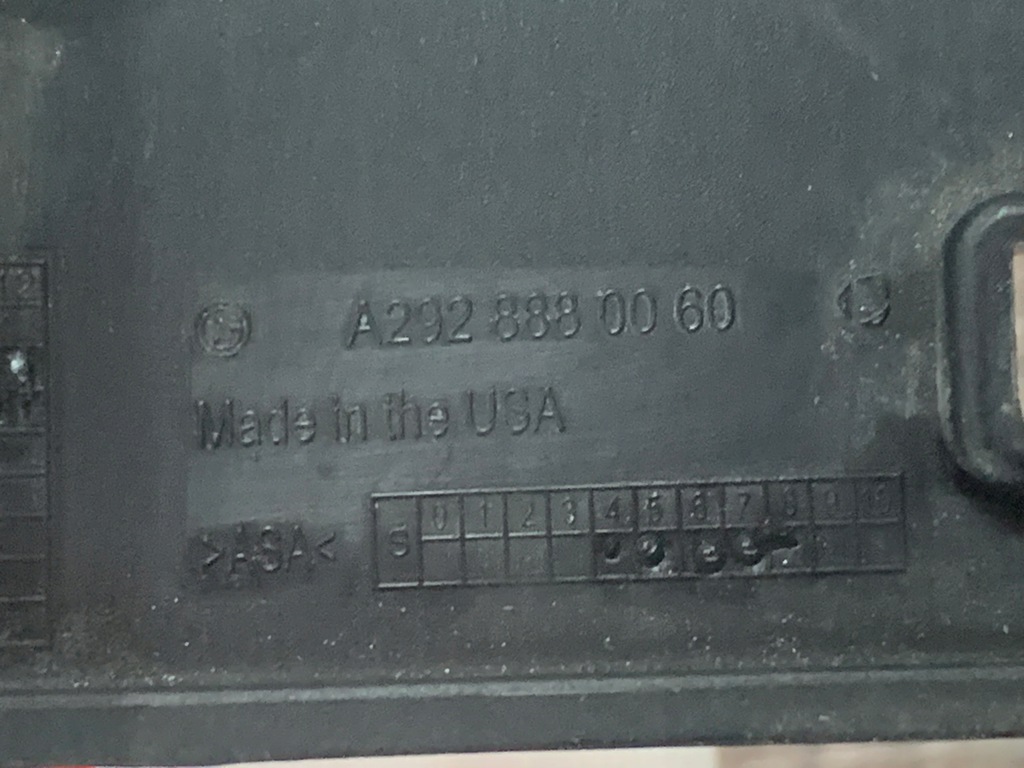 12
A292 888 00 60
Made in the USA
S 0 1 2 3 4 5 6 7 8 9 10
>ASA<